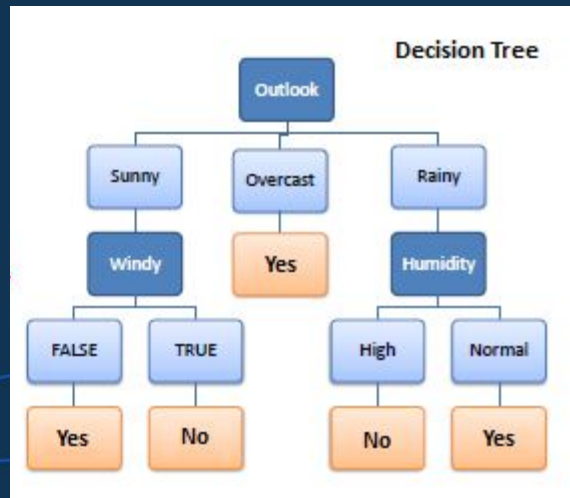 Decision Tree
Outlook
Sunny
Overcast
Rainy
Windy
Yes
Humidity
FALSE
TRUE
High
Normal
Yes
No
No
Yes